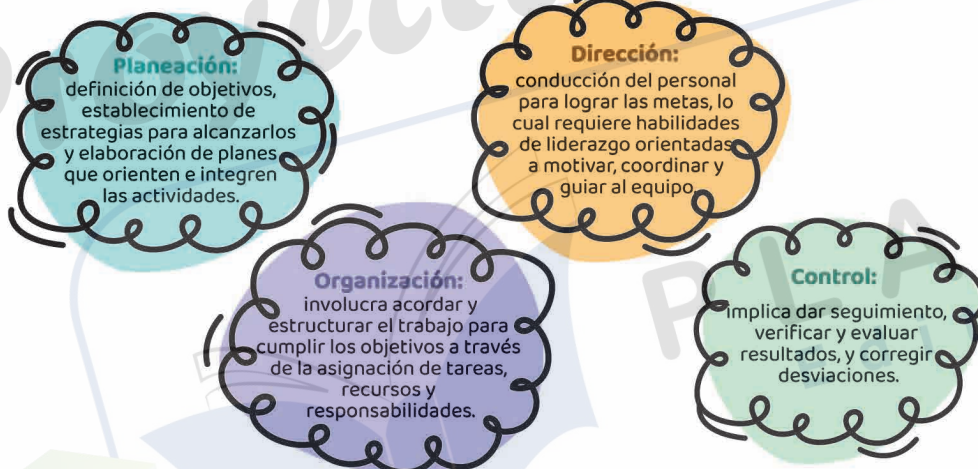 Planeación:
definición de objetivos,
establecimiento de
estrategias para alcanzarlos
y elaboración de planes
que orienten e integren
las actividades.
Dirección:
conducción del personal
para lograr las metas, lo
cual requiere habilidades
de liderazgo orientadas
a motivar, coordinar y
guiar al equipo.
Organización:
involucra acordar y
estructurar el trabajo para
cumplir los objetivos a través
de la asignación de tareas,
recursos y
responsabilidades.
Control:
implica dar seguimiento,
verificar y evaluar
resultados, y corregir
desviaciones.